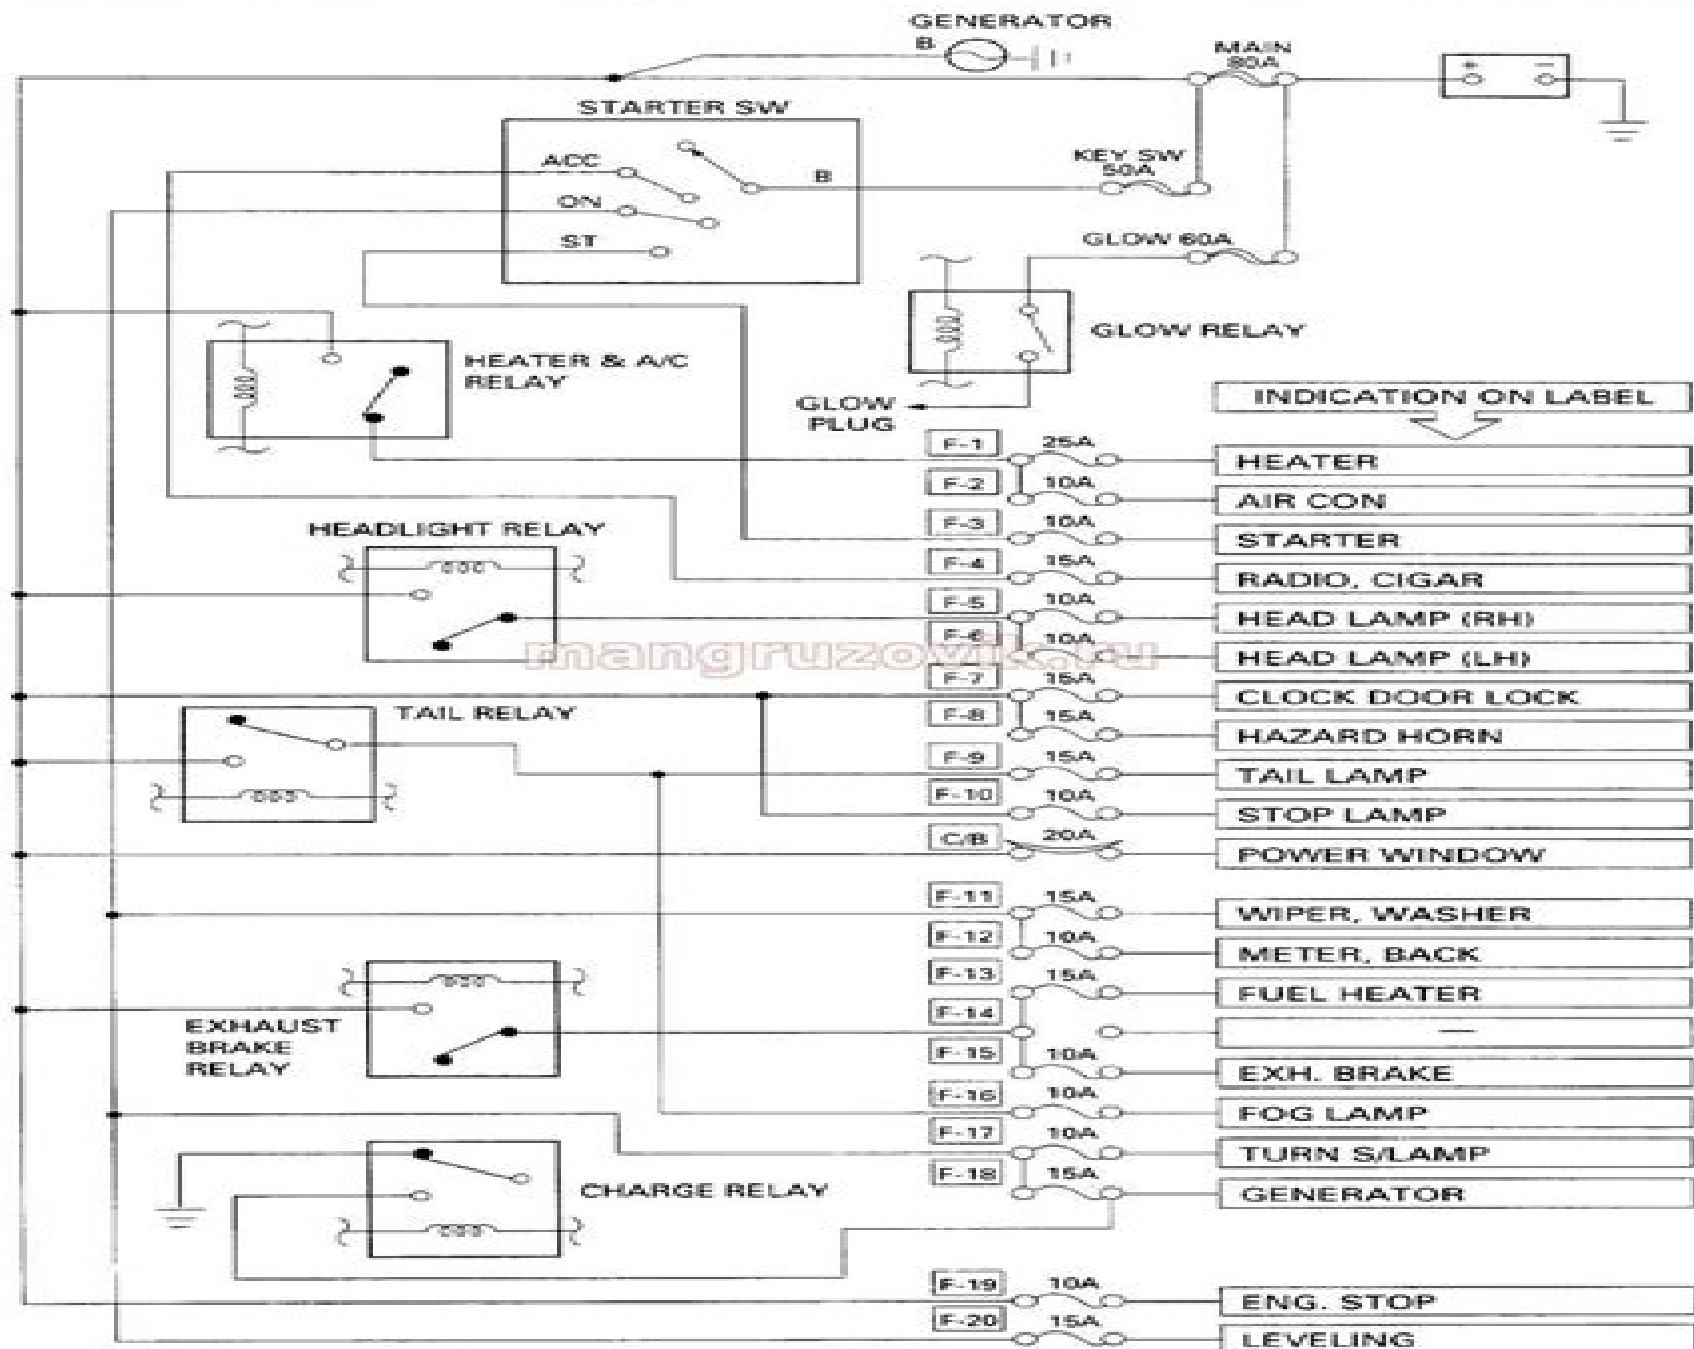 GENERATOR
B
MAIN
80A
+ −
STARTER SW
ACC
ON
ST
B
KEY SW
50A
GLOW 60A
GLOW RELAY
HEATER & A/C
RELAY
GLOW
PLUG
INDICATION ON LABEL
F-1 25A HEATER
F-2 10A AIR CON
F-3 10A STARTER
HEADLIGHT RELAY
F-4 15A RADIO, CIGAR
F-5 10A HEAD LAMP (RH)
F-6 10A HEAD LAMP (LH)
mangruzovik.ru
F-7 15A CLOCK DOOR LOCK
TAIL RELAY
F-8 15A HAZARD HORN
F-9 15A TAIL LAMP
F-10 10A STOP LAMP
C/B 20A POWER WINDOW
F-11 15A WIPER, WASHER
F-12 10A METER, BACK
F-13 15A FUEL HEATER
F-14 —
EXHAUST
BRAKE
RELAY
F-15 10A EXH. BRAKE
F-16 10A FOG LAMP
F-17 10A TURN S/LAMP
F-18 15A GENERATOR
CHARGE RELAY
F-19 10A ENG. STOP
F-20 15A LEVELING